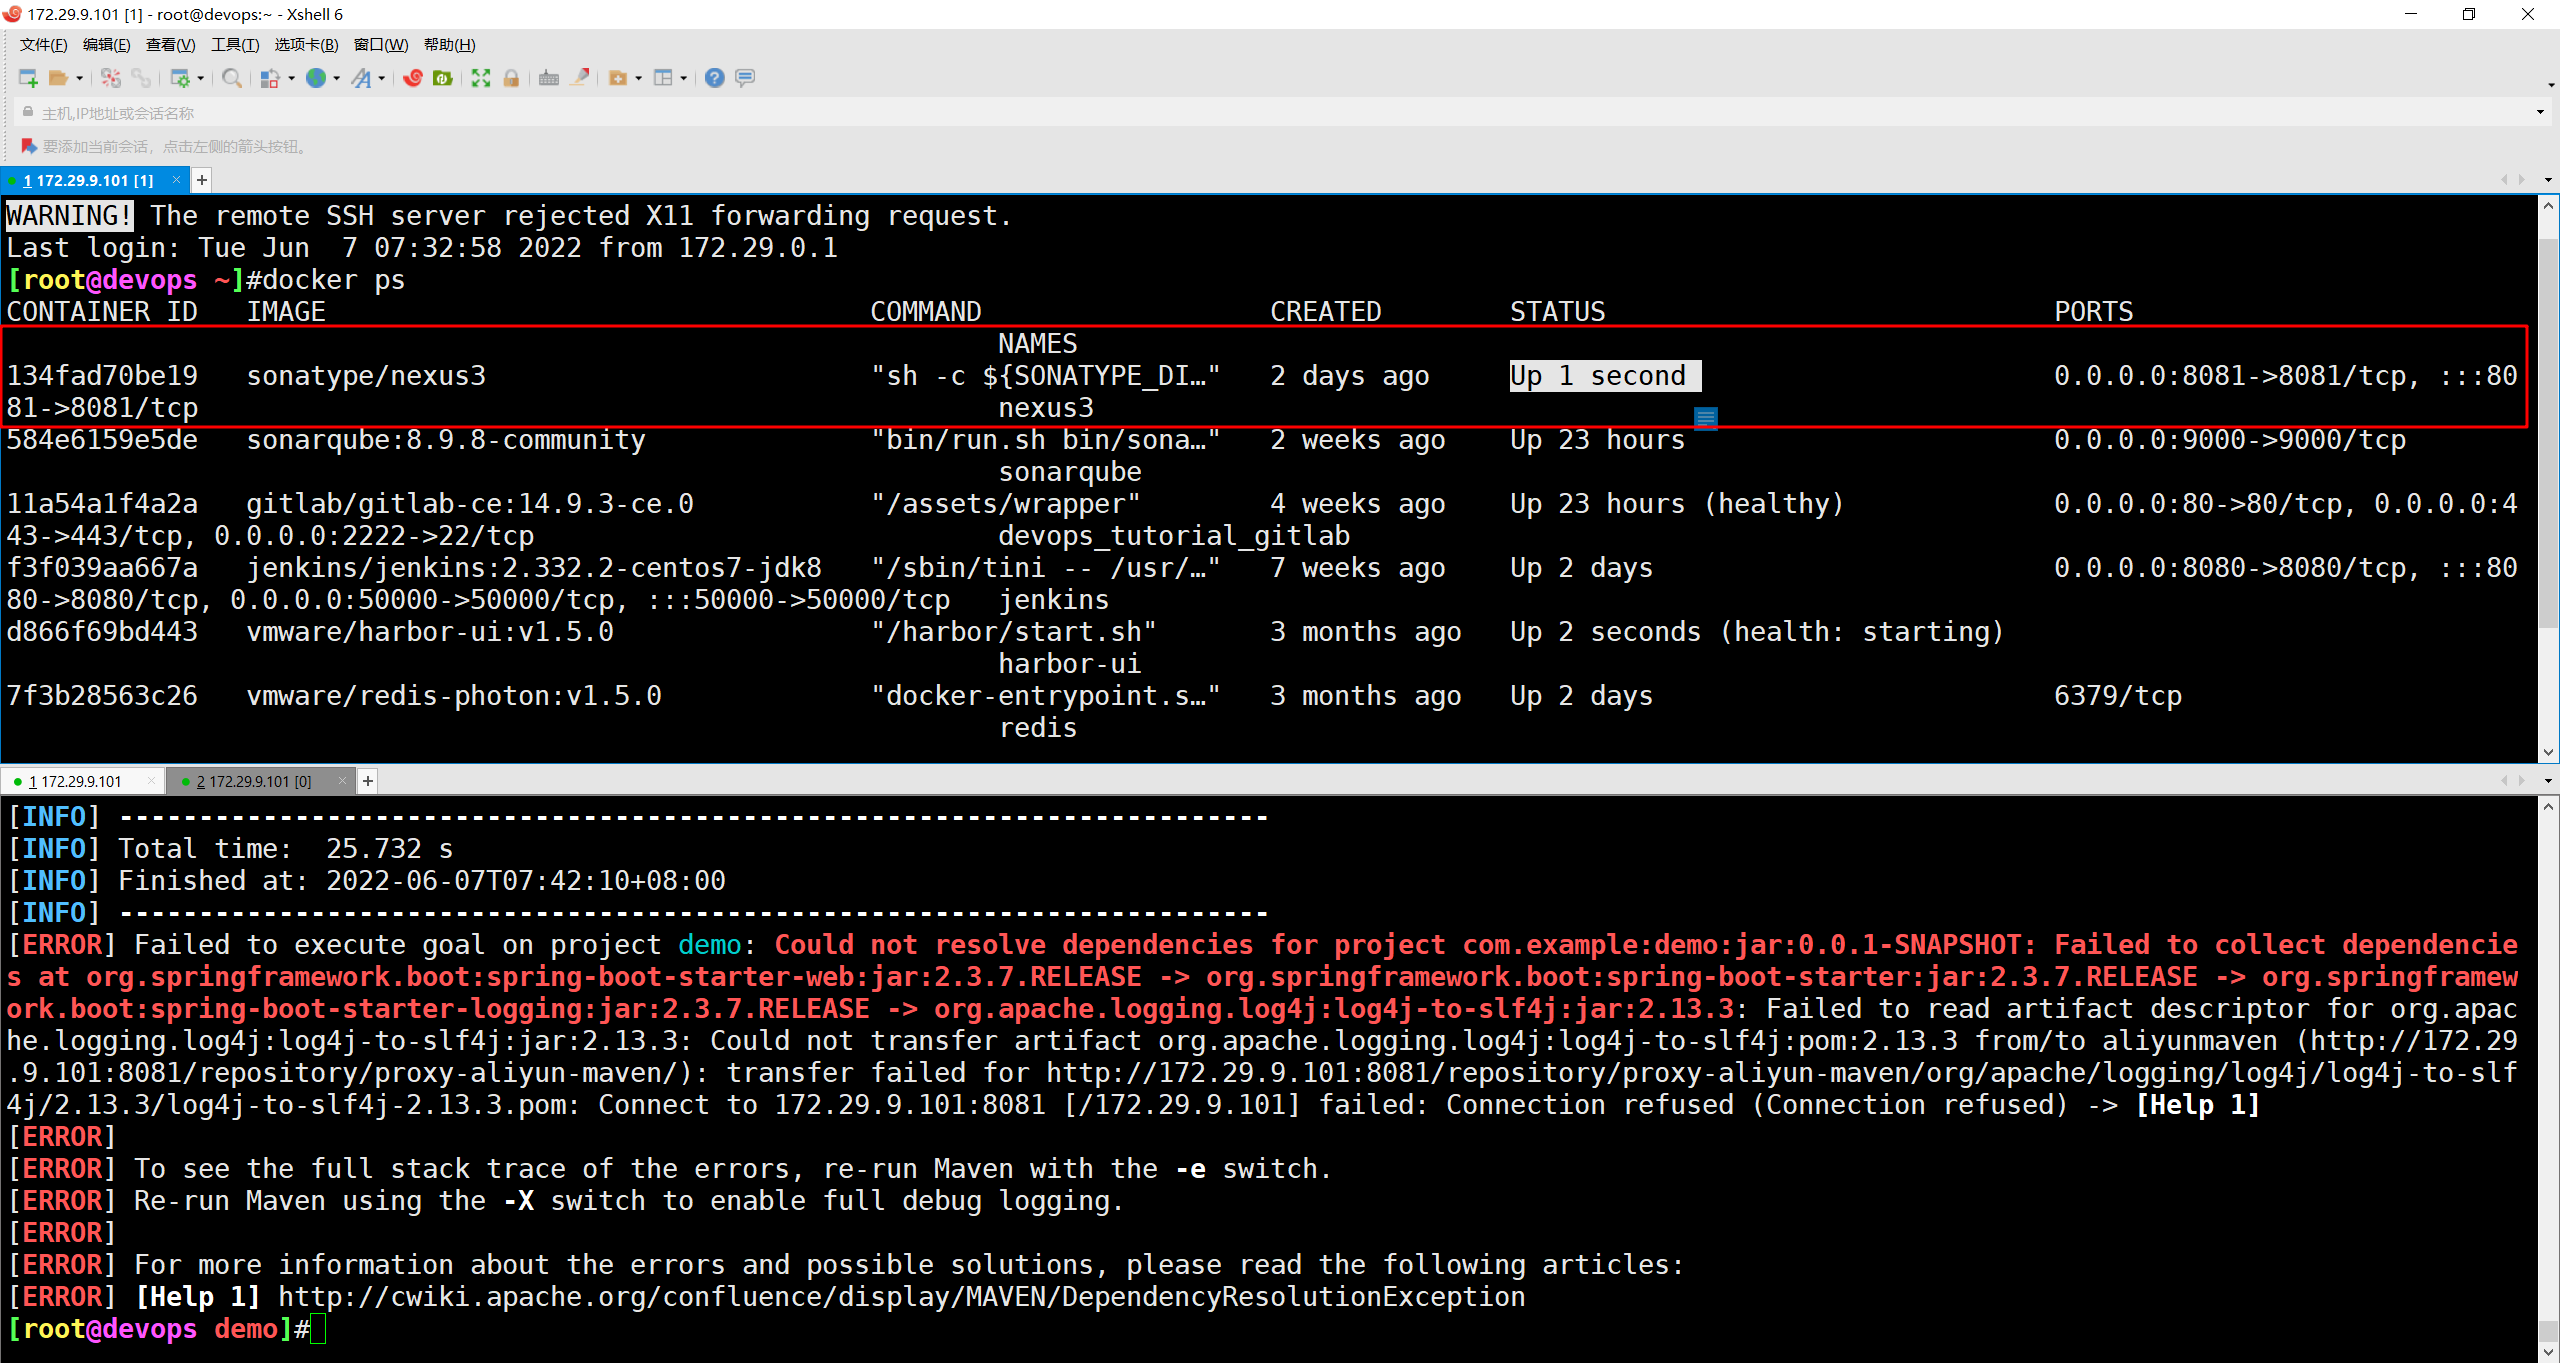 172.29.9.101 [1] - root@devops:~ - Xshell 6
文件(F) 编辑(E) 查看(V) 工具(T) 选项卡(B) 窗口(W) 帮助(H)
主机,IP地址或会话名称
要添加当前会话，点击左侧的箭头按钮。
1 172.29.9.101 [1]
WARNING! The remote SSH server rejected X11 forwarding request.
Last login: Tue Jun  7 07:32:58 2022 from 172.29.0.1
[root@devops ~]#docker ps
CONTAINER ID   IMAGE                                  COMMAND                  CREATED        STATUS                            PORTS
NAMES
134fad70be19   sonatype/nexus3                        "sh -c ${SONATYPE_DI…"   2 days ago     Up 1 second                       0.0.0.0:8081->8081/tcp, :::80
81->8081/tcp                                                  nexus3
584e6159e5de   sonarqube:8.9.8-community              "bin/run.sh bin/sona…"   2 weeks ago    Up 23 hours                       0.0.0.0:9000->9000/tcp
sonarqube
11a54a1f4a2a   gitlab/gitlab-ce:14.9.3-ce.0           "/assets/wrapper"        4 weeks ago    Up 23 hours (healthy)             0.0.0.0:80->80/tcp, 0.0.0.0:4
43->443/tcp, 0.0.0.0:2222->22/tcp                             devops_tutorial_gitlab
f3f039aa667a   jenkins/jenkins:2.332.2-centos7-jdk8   "/sbin/tini -- /usr/…"   7 weeks ago    Up 2 days                         0.0.0.0:8080->8080/tcp, :::80
80->8080/tcp, 0.0.0.0:50000->50000/tcp, :::50000->50000/tcp   jenkins
d866f69bd443   vmware/harbor-ui:v1.5.0                "/harbor/start.sh"       3 months ago   Up 2 seconds (health: starting)
harbor-ui
7f3b28563c26   vmware/redis-photon:v1.5.0             "docker-entrypoint.s…"   3 months ago   Up 2 days                         6379/tcp
redis
1 172.29.9.101 2 172.29.9.101 [0]
[INFO] ------------------------------------------------------------------------
[INFO] Total time:  25.732 s
[INFO] Finished at: 2022-06-07T07:42:10+08:00
[INFO] ------------------------------------------------------------------------
[ERROR] Failed to execute goal on project demo: Could not resolve dependencies for project com.example:demo:jar:0.0.1-SNAPSHOT: Failed to collect dependencie
s at org.springframework.boot:spring-boot-starter-web:jar:2.3.7.RELEASE -> org.springframework.boot:spring-boot-starter:jar:2.3.7.RELEASE -> org.springframew
ork.boot:spring-boot-starter-logging:jar:2.3.7.RELEASE -> org.apache.logging.log4j:log4j-to-slf4j:jar:2.13.3: Failed to read artifact descriptor for org.apac
he.logging.log4j:log4j-to-slf4j:jar:2.13.3: Could not transfer artifact org.apache.logging.log4j:log4j-to-slf4j:pom:2.13.3 from/to aliyunmaven (http://172.29
.9.101:8081/repository/proxy-aliyun-maven/): transfer failed for http://172.29.9.101:8081/repository/proxy-aliyun-maven/org/apache/logging/log4j/log4j-to-slf
4j/2.13.3/log4j-to-slf4j-2.13.3.pom: Connect to 172.29.9.101:8081 [/172.29.9.101] failed: Connection refused (Connection refused) -> [Help 1]
[ERROR]
[ERROR] To see the full stack trace of the errors, re-run Maven with the -e switch.
[ERROR] Re-run Maven using the -X switch to enable full debug logging.
[ERROR]
[ERROR] For more information about the errors and possible solutions, please read the following articles:
[ERROR] [Help 1] http://cwiki.apache.org/confluence/display/MAVEN/DependencyResolutionException
[root@devops demo]#